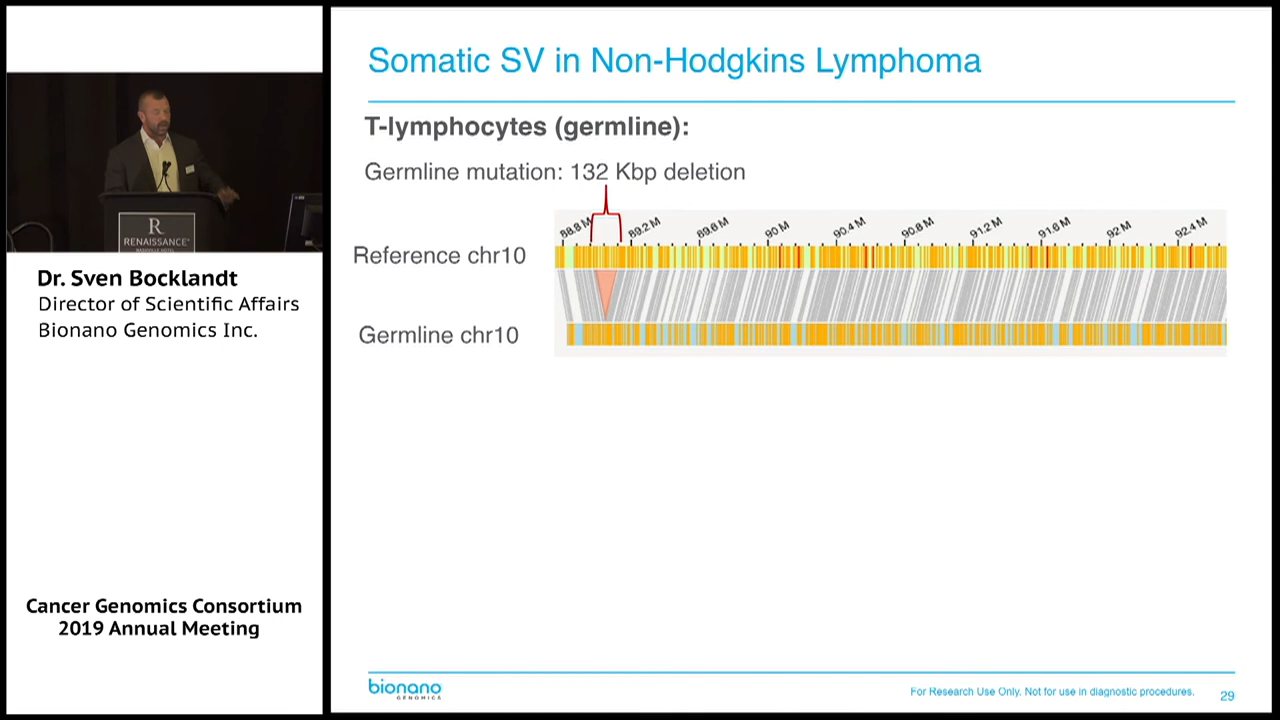 Somatic SV in Non-Hodgkins Lymphoma
T-lymphocytes (germline):
Germline mutation: 132 Kbp deletion
88.8 M 89.2 M 89.6 M 90 M 90.4 M 90.8 M 91.2 M 91.6 M 92 M 92.4 M
Reference chr10
Germline chr10
R
RENAISSANCE
NASHVILLE HOTEL
Dr. Sven Bocklandt
Director of Scientific Affairs
Bionano Genomics Inc.
Cancer Genomics Consortium
2019 Annual Meeting
bionano
GENOMICS
For Research Use Only. Not for use in diagnostic procedures.
29